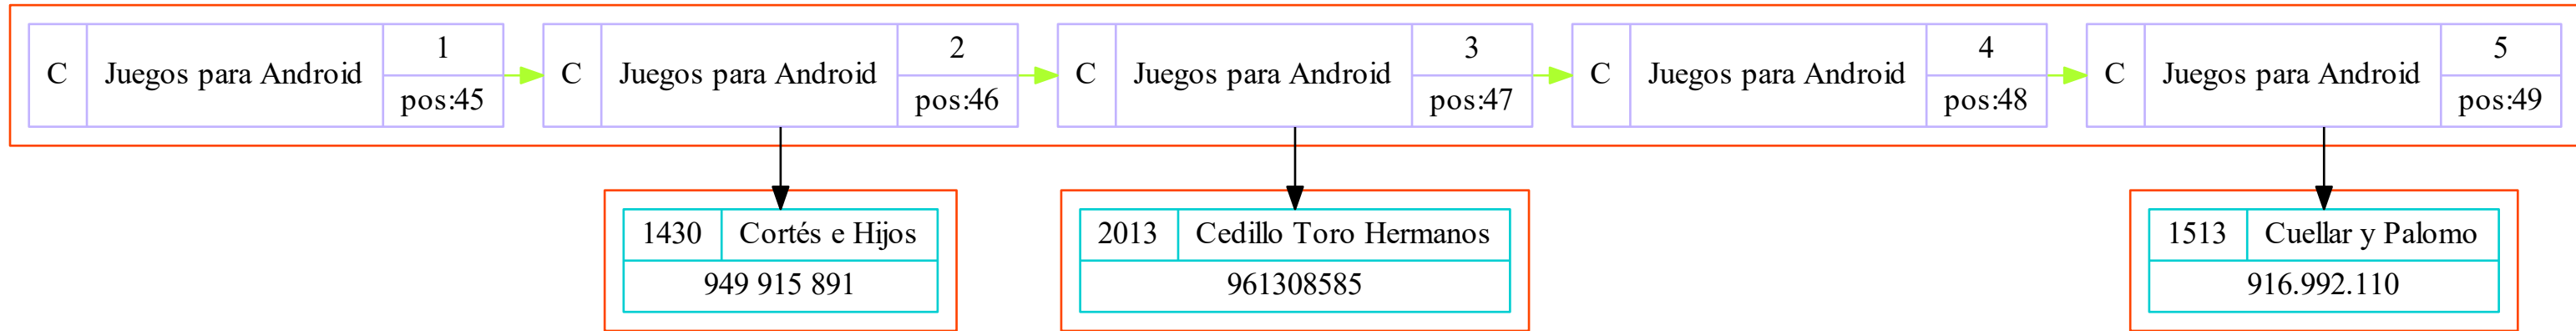 C Juegos para Android 1 pos:45
C Juegos para Android 2 pos:46
C Juegos para Android 3 pos:47
C Juegos para Android 4 pos:48
C Juegos para Android 5 pos:49
1430 Cortés e Hijos
949 915 891
2013 Cedillo Toro Hermanos
961308585
1513 Cuellar y Palomo
916.992.110